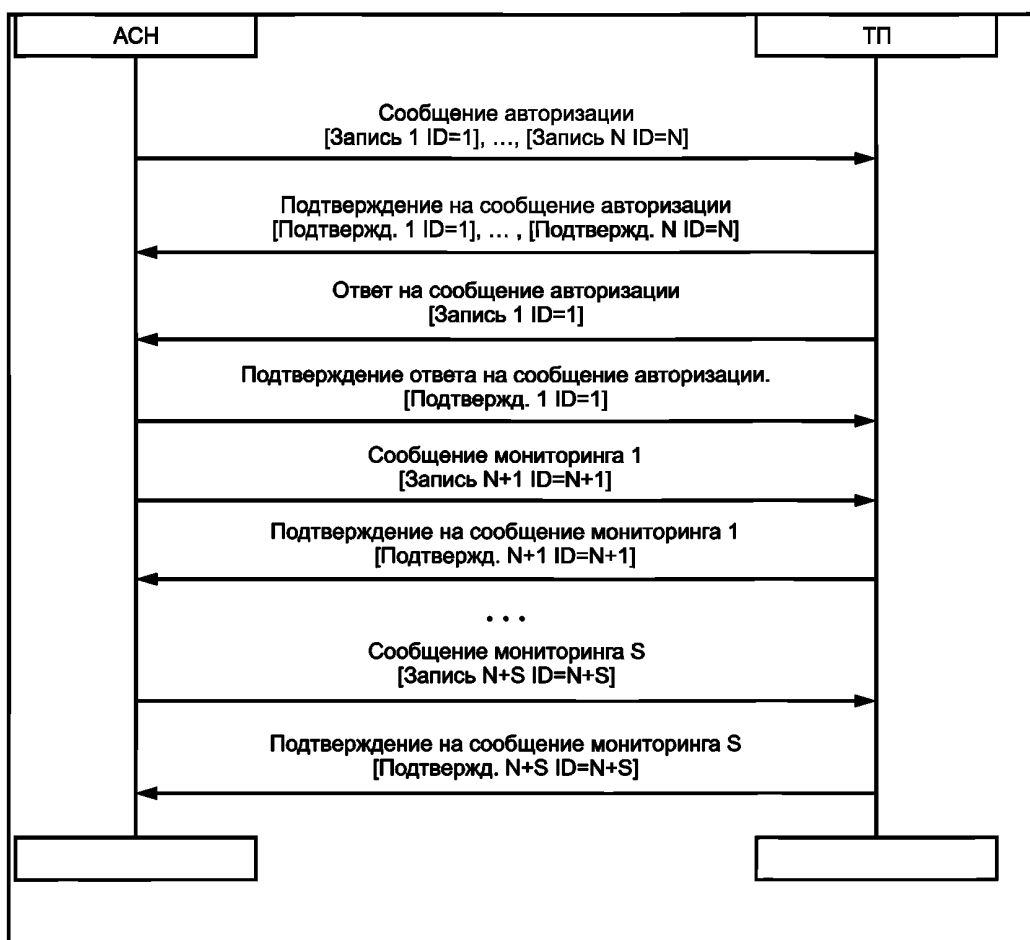 АСН
ТП
Сообщение авторизации
[Запись 1 ID=1], ..., [Запись N ID=N]
Подтверждение на сообщение авторизации
[Подтвержд. 1 ID=1], ... , [Подтвержд. N ID=N]
Ответ на сообщение авторизации
[Запись 1 ID=1]
Подтверждение ответа на сообщение авторизации.
[Подтвержд. 1 ID=1]
Сообщение мониторинга 1
[Запись N+1 ID=N+1]
Подтверждение на сообщение мониторинга 1
[Подтвержд. N+1 ID=N+1]
...
Сообщение мониторинга S
[Запись N+S ID=N+S]
Подтверждение на сообщение мониторинга S
[Подтвержд. N+S ID=N+S]